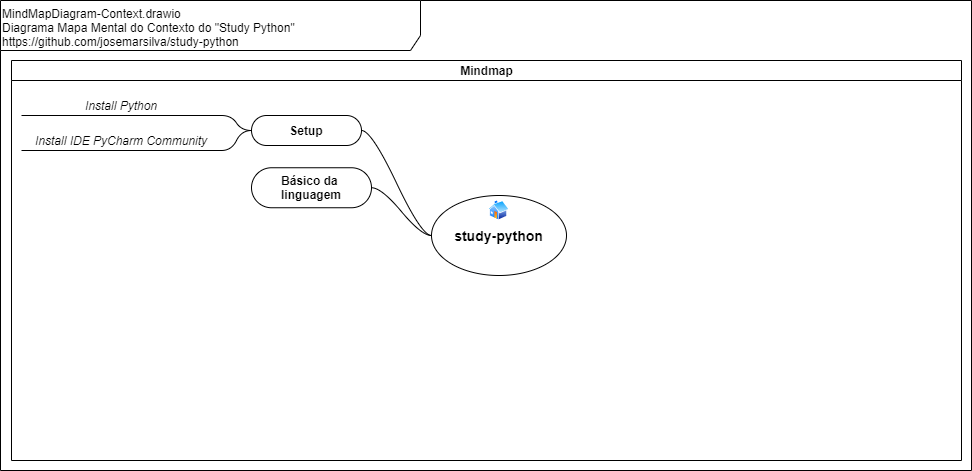 MindMapDiagram-Context.drawio
Diagrama Mapa Mental do Contexto do "Study Python"
https://github.com/josemarsilva/study-python
Mindmap
Install Python
Install IDE PyCharm Community
Setup
Básico da
linguagem
study-python